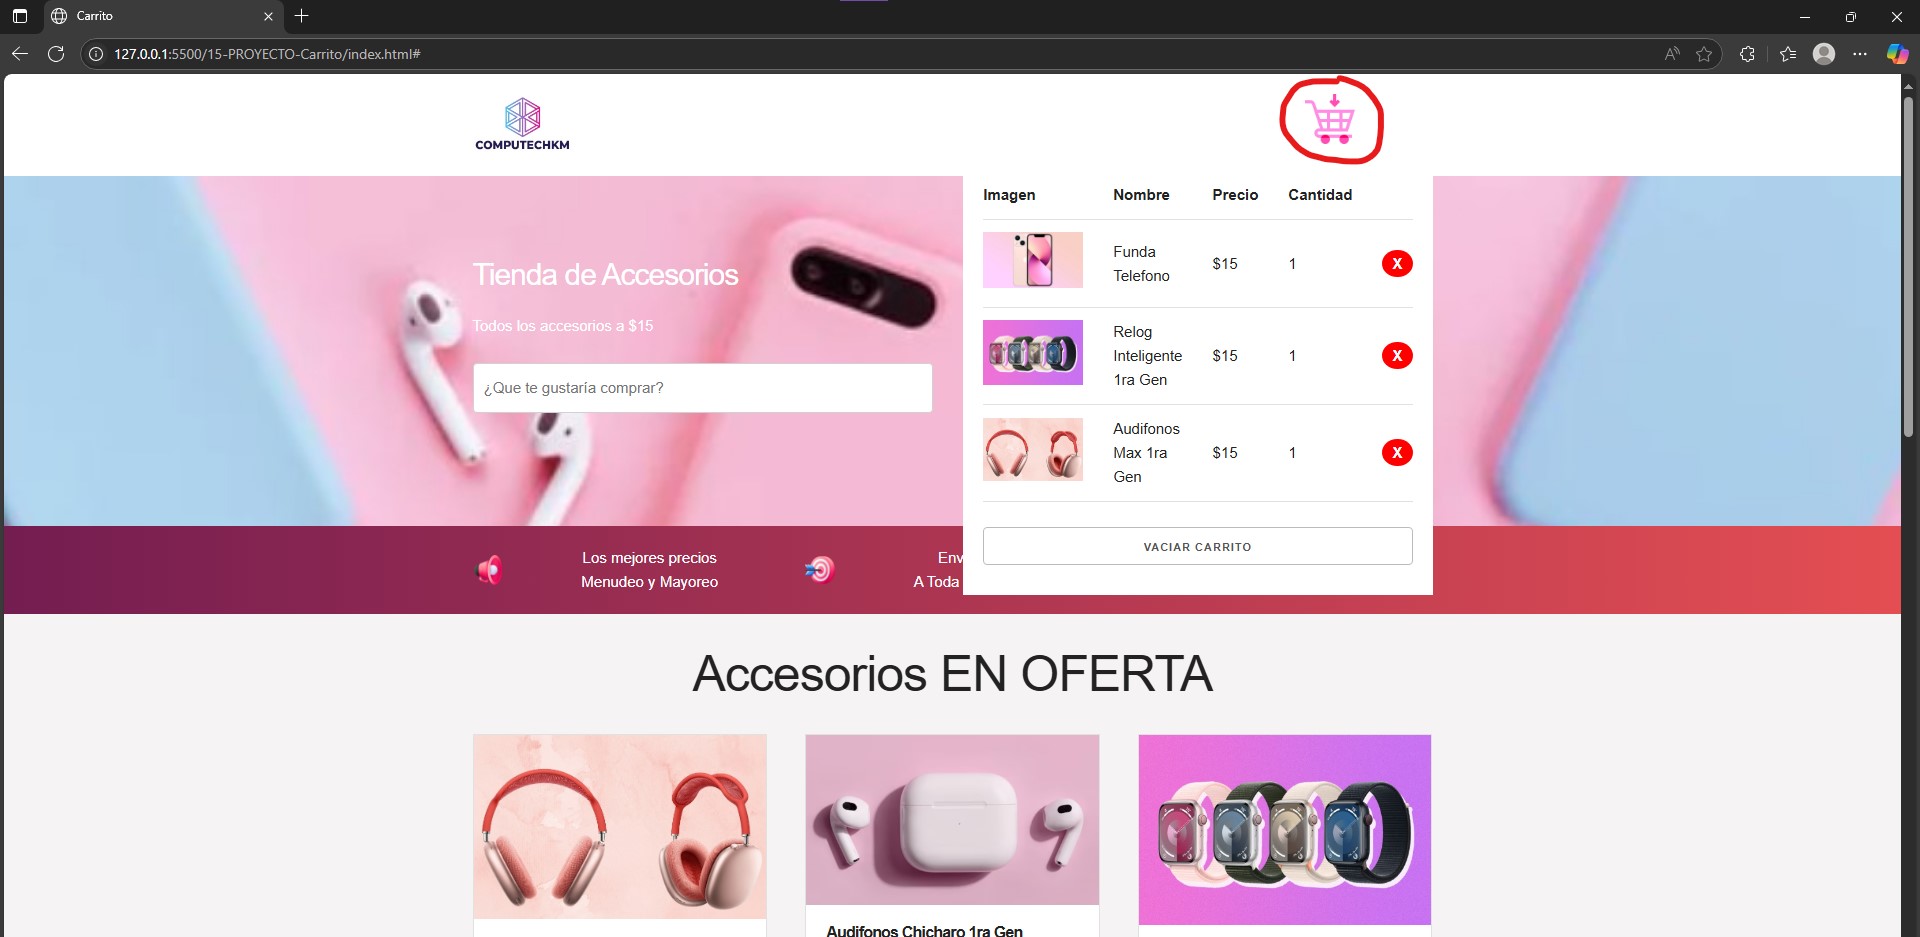 Carrito
127.0.0.1:5500/15-PROYECTO-Carrito/index.html#
COMPUTECHKM
Tienda de Accesorios
Todos los accesorios a $15
¿Que te gustaría comprar?
Imagen Nombre Precio Cantidad
Funda
Telefono
$15 1 X
Relog
Inteligente
1ra Gen
$15 1 X
Audifonos
Max 1ra
Gen
$15 1 X
VACIAR CARRITO
Los mejores precios
Menudeo y Mayoreo
Env
A Toda
Accesorios EN OFERTA
Audifonos Chicharo 1ra Gen